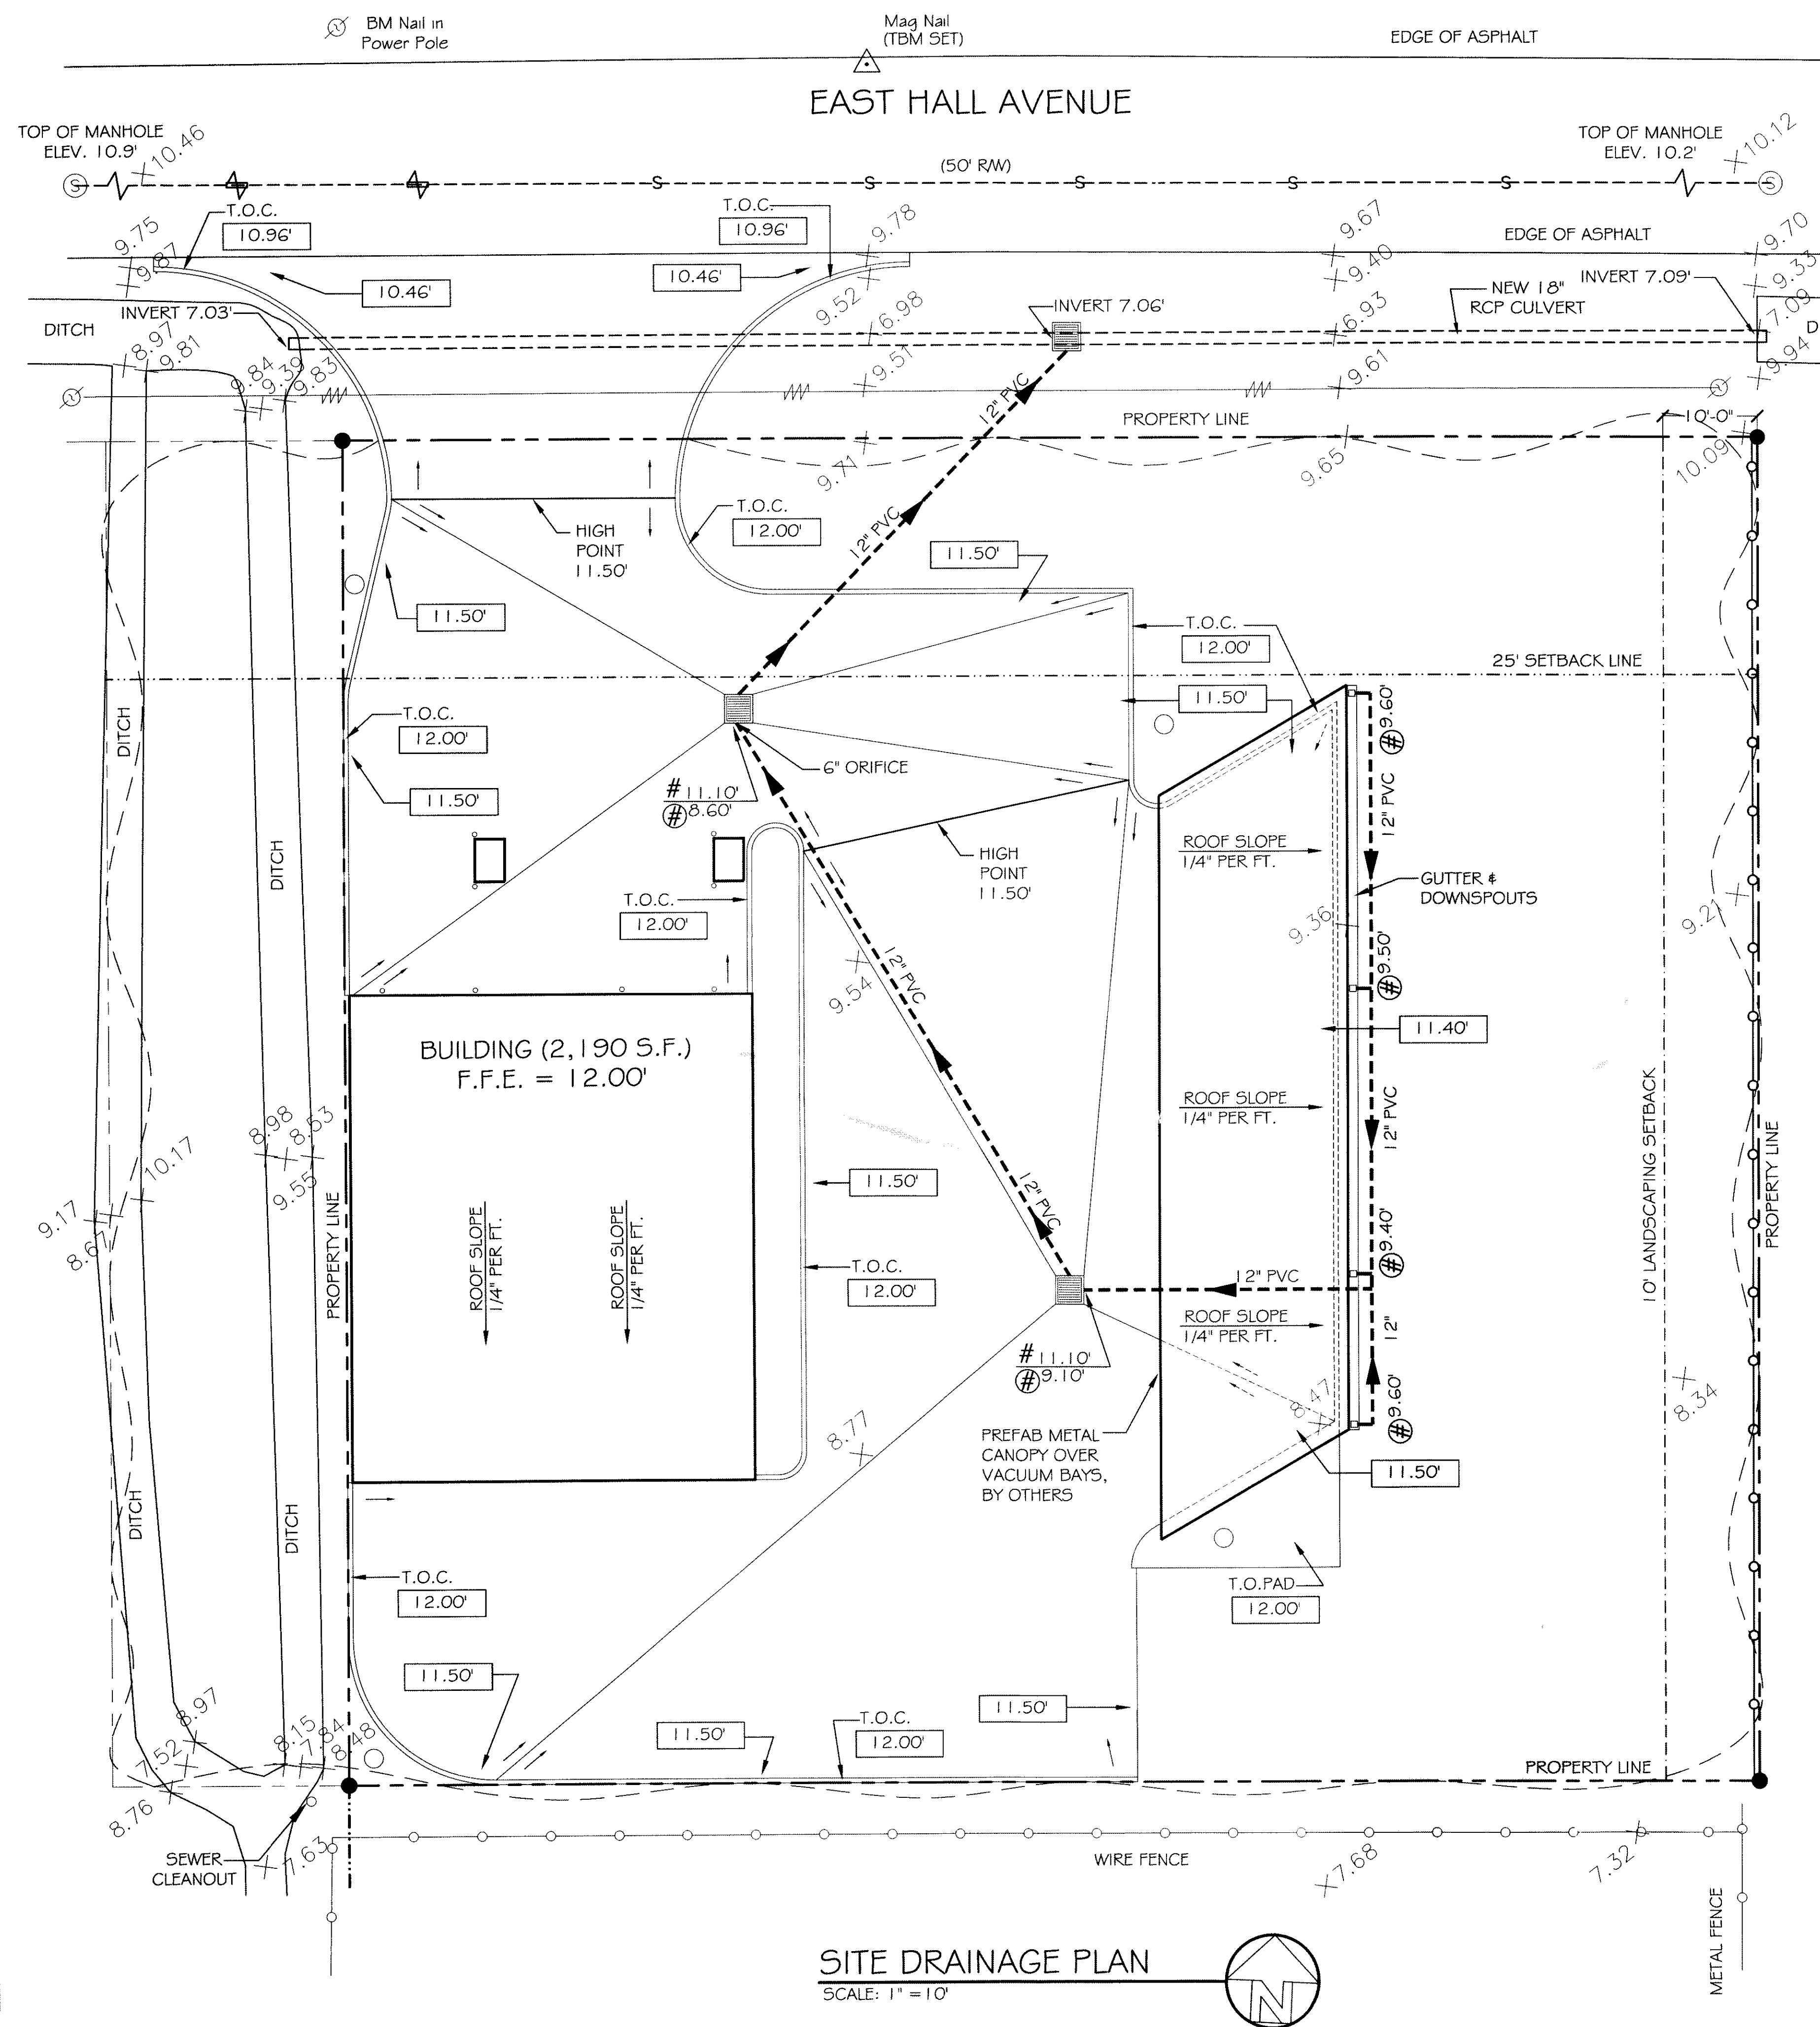 BM Nail in
Power Pole
Mag Nail
(TBM SET)
EDGE OF ASPHALT
EAST HALL AVENUE
TOP OF MANHOLE
ELEV. 10.9'
10.46
TOP OF MANHOLE
ELEV. 10.2'
10.12
(50' R/W)
S
S
S
S
S
S
S
T.O.C.
10.96'
T.O.C.
10.96'
9.75
9.87
9.78
9.67
9.70
EDGE OF ASPHALT
10.46'
10.46'
9.40
9.33
INVERT 7.09'
NEW 18"
RCP CULVERT
INVERT 7.03'
DITCH
9.52
6.98
INVERT 7.06'
6.93
7.09
D
8.97
9.81
9.84
9.39
9.83
9.51
9.61
9.94
12" PVC
PROPERTY LINE
10'-0"
9.71
9.65
10.09
HIGH
POINT
11.50'
T.O.C.
12.00'
12" PVC
11.50'
11.50'
T.O.C.
12.00'
25' SETBACK LINE
11.50'
DITCH
T.O.C.
12.00'
11.50'
6" ORIFICE
# 11.10'
# 8.60'
# 9.60'
12" PVC
DITCH
HIGH
POINT
11.50'
ROOF SLOPE
1/4" PER FT.
GUTTER &
DOWNSPOUTS
T.O.C.
12.00'
9.36
9.21
9.54
12" PVC
# 9.50'
11.40'
BUILDING (2,190 S.F.)
F.F.E. = 12.00'
ROOF SLOPE
1/4" PER FT.
12" PVC
10' LANDSCAPING SETBACK
PROPERTY LINE
8.98
8.53
9.55
10.17
9.17
8.67
PROPERTY LINE
ROOF SLOPE
1/4" PER FT.
ROOF SLOPE
1/4" PER FT.
11.50'
12" PVC
T.O.C.
12.00'
# 9.40'
12" PVC
ROOF SLOPE
1/4" PER FT.
12"
# 11.10'
# 9.10'
8.47
# 9.60'
8.34
8.77
PREFAB METAL
CANOPY OVER
VACUUM BAYS,
BY OTHERS
11.50'
DITCH
DITCH
T.O.C.
12.00'
T.O.PAD
12.00'
11.50'
11.50'
11.50'
T.O.C.
12.00'
8.97
7.52
8.15
7.84
8.48
PROPERTY LINE
8.76
SEWER
CLEANOUT
7.63
WIRE FENCE
7.68
7.32
METAL FENCE
SITE DRAINAGE PLAN
SCALE: 1" = 10'
N